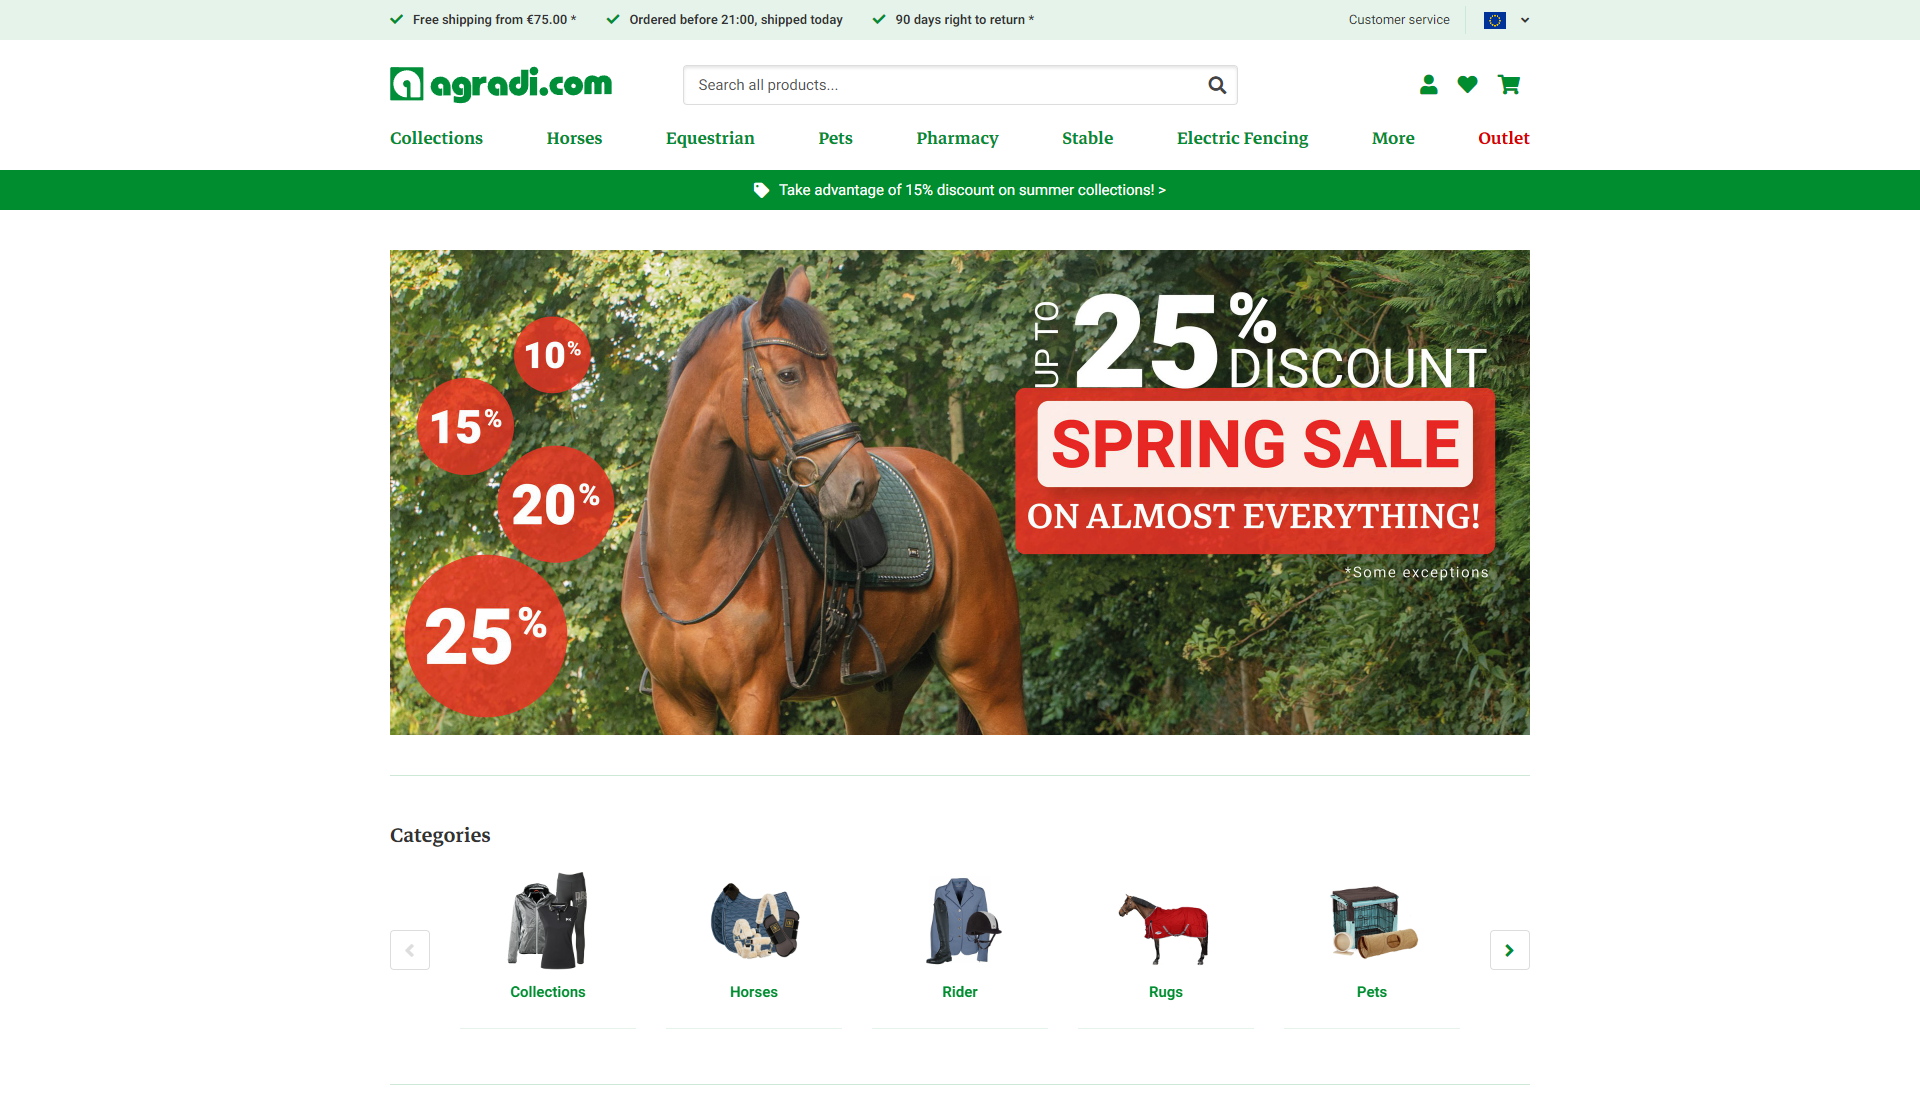 Free shipping from €75.00 *
Ordered before 21:00, shipped today
90 days right to return *
Customer service
agradi.com
Search all products...
Collections
Horses
Equestrian
Pets
Pharmacy
Stable
Electric Fencing
More
Outlet
Take advantage of 15% discount on summer collections! >
10%
15%
20%
25%
UP TO 25% DISCOUNT
SPRING SALE
ON ALMOST EVERYTHING!
*Some exceptions
Categories
Collections
Horses
Rider
Rugs
Pets